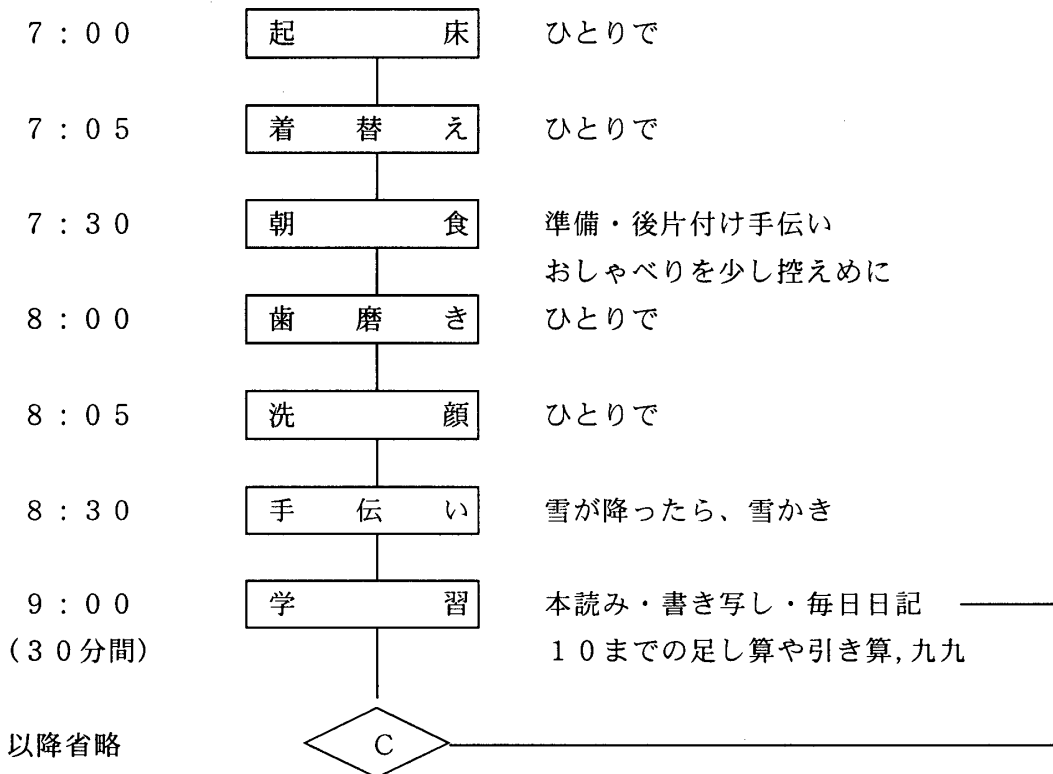 7:00 起床 ひとりで
7:05 着替え ひとりで
7:30 朝食 準備・後片付け手伝い
おしゃべりを少し控えめに
8:00 歯磨き ひとりで
8:05 洗顔 ひとりで
8:30 手伝い 雪が降ったら、雪かき
9:00 学習 本読み・書き写し・毎日日記
(30分間) 10までの足し算や引き算,九九
以降省略 C